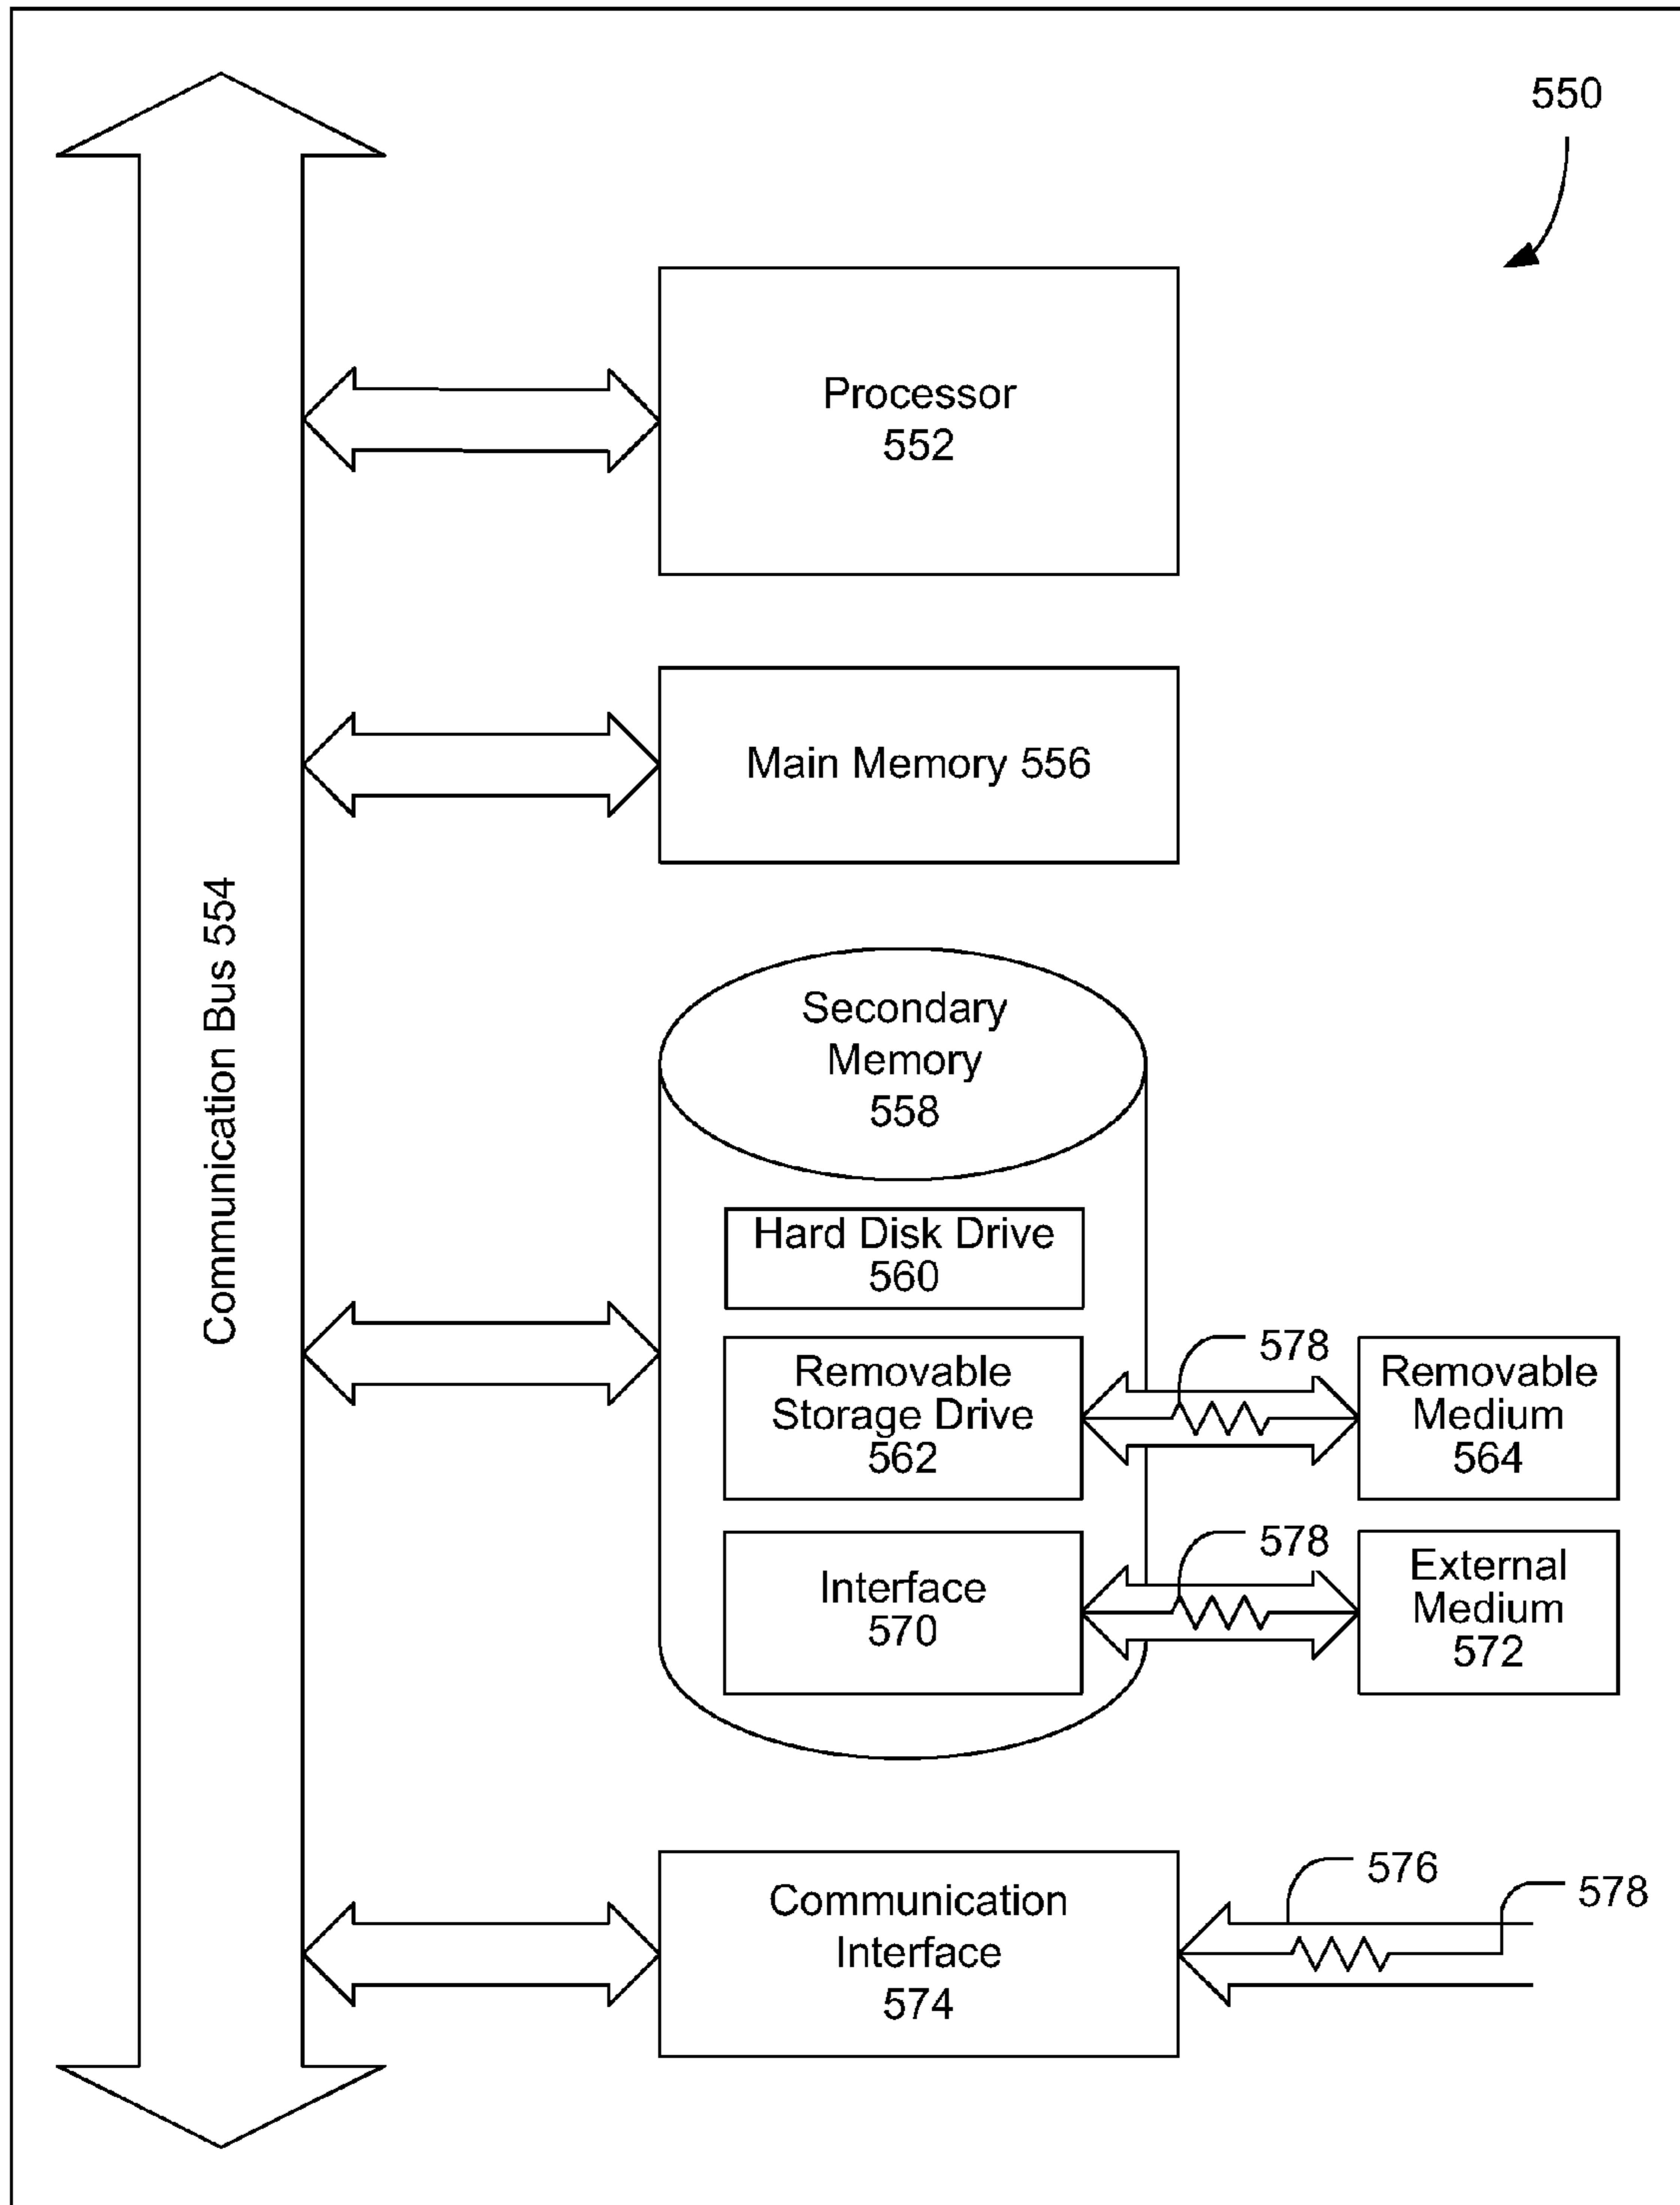 550
Processor
552
Main Memory 556
Communication Bus 554
Secondary
Memory
558
Hard Disk Drive
560
Removable
Storage Drive
562
578
Removable
Medium
564
Interface
570
578
External
Medium
572
Communication
Interface
574
576
578